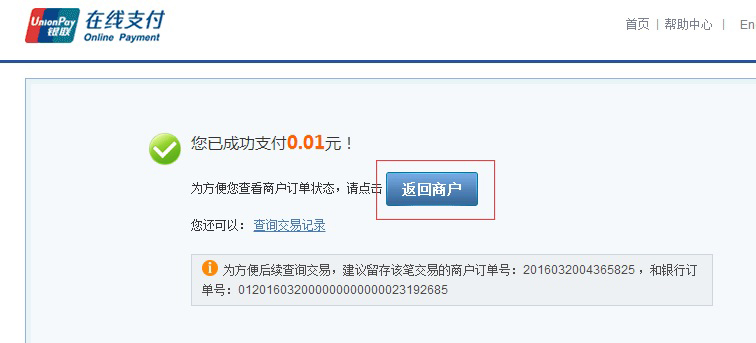 UnionPay 银联 在线支付 Online Payment
首页 | 帮助中心 | En
您已成功支付0.01元！
为方便您查看商户订单状态，请点击 返回商户
您还可以：查询交易记录
为方便后续查询交易，建议留存该笔交易的商户订单号：2016032004365825 ，和银行订
单号：012016032000000000000023192685